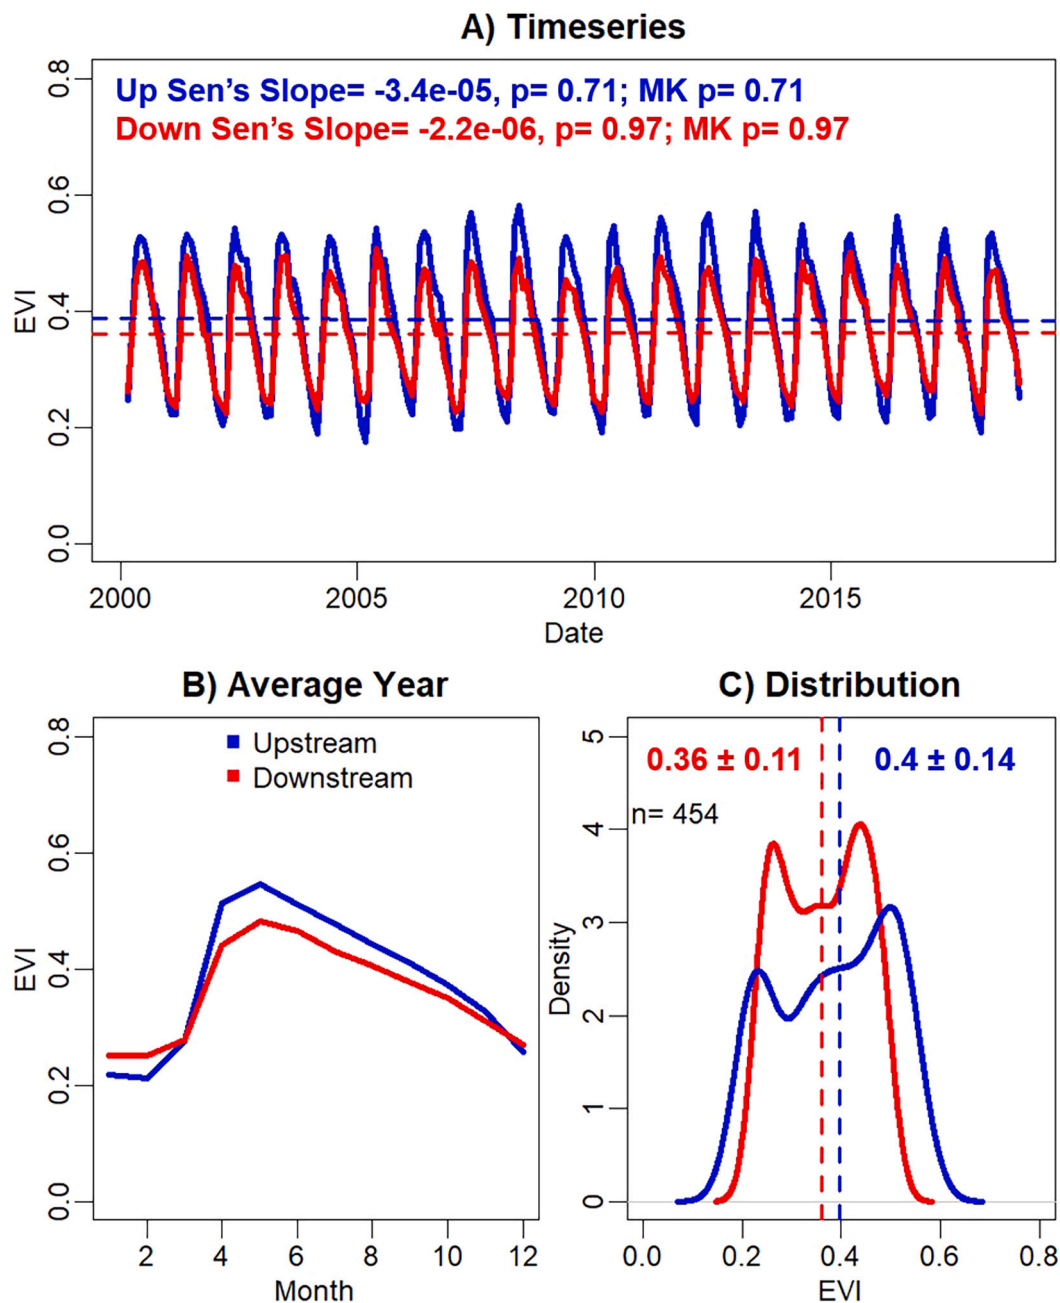 A) Timeseries
Up Sen’s Slope= -3.4e-05, p= 0.71; MK p= 0.71
Down Sen’s Slope= -2.2e-06, p= 0.97; MK p= 0.97
EVI
0.8
0.6
0.4
0.2
0.0
2000 2005 2010 2015
Date
B) Average Year
Upstream
Downstream
EVI
0.8
0.6
0.4
0.2
0.0
2 4 6 8 10 12
Month
C) Distribution
0.36 ± 0.11 0.4 ± 0.14
n= 454
Density
5
4
3
2
1
0
0.0 0.2 0.4 0.6 0.8
EVI